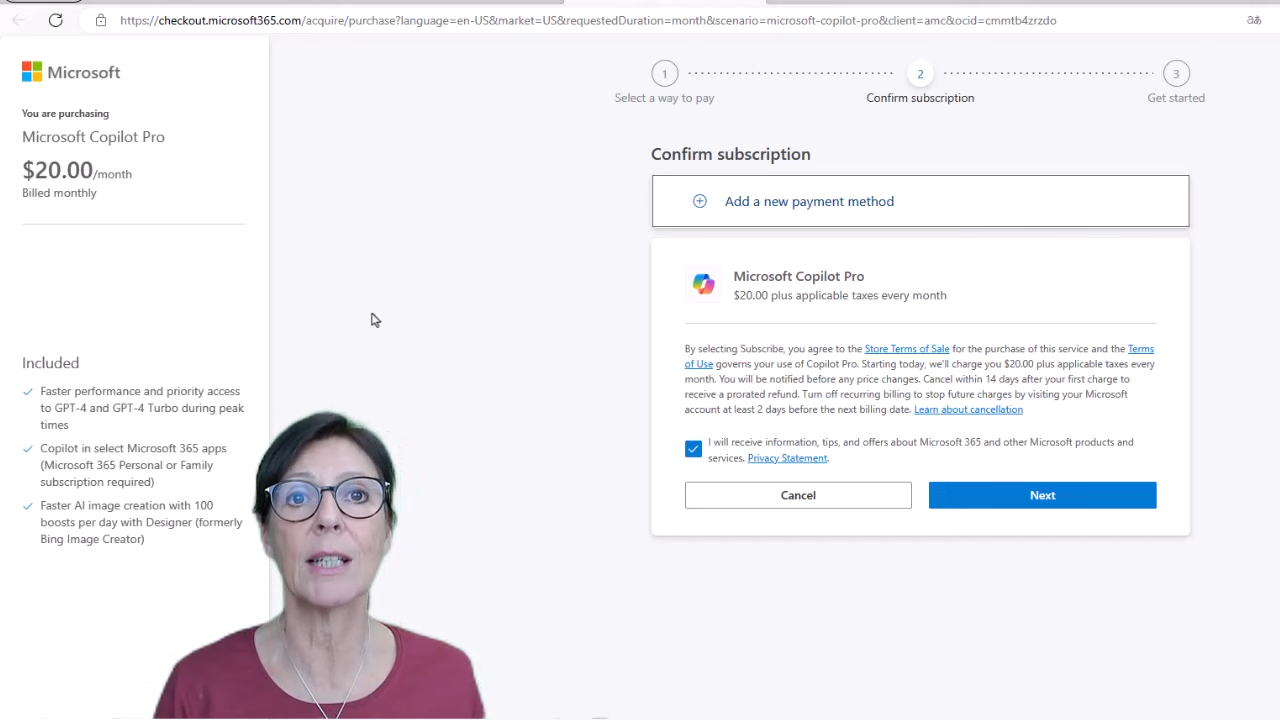 https://checkout.microsoft365.com/acquire/purchase?language=en-US&market=US&requestedDuration=month&scenario=microsoft-copilot-pro&client=amc&ocid=cmmtb4zrzdo
aあ
Microsoft
You are purchasing
Microsoft Copilot Pro
$20.00/month
Billed monthly
Included
Faster performance and priority access
to GPT-4 and GPT-4 Turbo during peak
times
Copilot in select Microsoft 365 apps
(Microsoft 365 Personal or Family
subscription required)
Faster AI image creation with 100
boosts per day with Designer (formerly
Bing Image Creator)
1
2
3
Select a way to pay
Confirm subscription
Get started
Confirm subscription
Add a new payment method
Microsoft Copilot Pro
$20.00 plus applicable taxes every month
By selecting Subscribe, you agree to the Store Terms of Sale for the purchase of this service and the Terms
of Use governs your use of Copilot Pro. Starting today, we'll charge you $20.00 plus applicable taxes every
month. You will be notified before any price changes. Cancel within 14 days after your first charge to
receive a prorated refund. Turn off recurring billing to stop future charges by visiting your Microsoft
account at least 2 days before the next billing date. Learn about cancellation
I will receive information, tips, and offers about Microsoft 365 and other Microsoft products and
services. Privacy Statement.
Cancel
Next